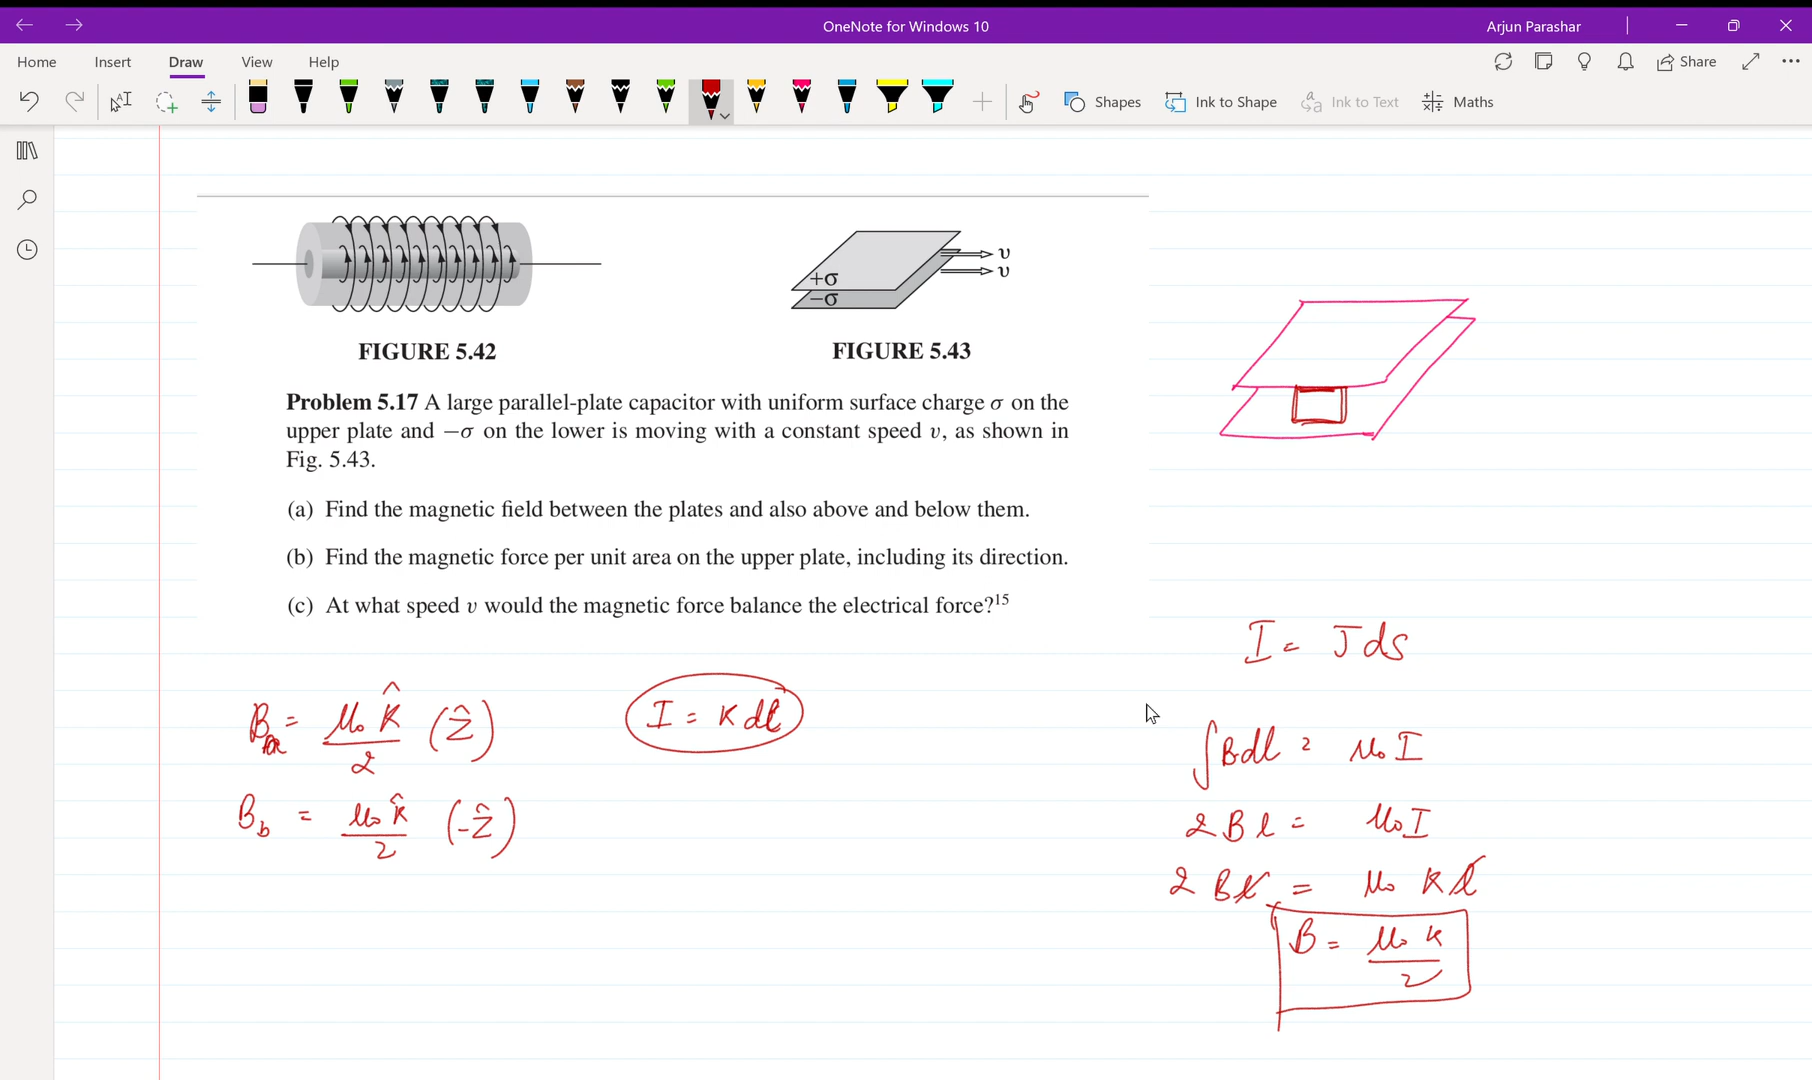 OneNote for Windows 10
Arjun Parashar
Home Insert Draw View Help
Share
Shapes Ink to Shape Ink to Text Maths
+σ
−σ
υ
υ
FIGURE 5.42
FIGURE 5.43
Problem 5.17 A large parallel-plate capacitor with uniform surface charge σ on the
upper plate and −σ on the lower is moving with a constant speed υ, as shown in
Fig. 5.43.
(a) Find the magnetic field between the plates and also above and below them.
(b) Find the magnetic force per unit area on the upper plate, including its direction.
(c) At what speed υ would the magnetic force balance the electrical force?¹⁵
I = J ds
B = μ₀ K̂ / 2 (ẑ)
I = K dl
∫B dl = μ₀ I
B_b = μ₀ K̂ / 2 (-ẑ)
2 B l = μ₀ I
2 B l = μ₀ K l
B = μ₀ K / 2